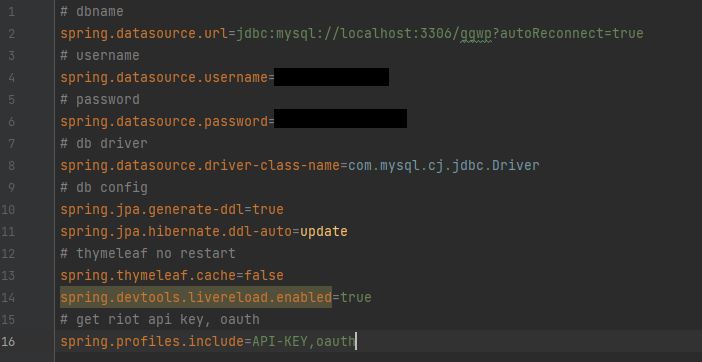 1 # dbname
2 spring.datasource.url=jdbc:mysql://localhost:3306/ggwp?autoReconnect=true
3 # username
4 spring.datasource.username=
5 # password
6 spring.datasource.password=
7 # db driver
8 spring.datasource.driver-class-name=com.mysql.cj.jdbc.Driver
9 # db config
10 spring.jpa.generate-ddl=true
11 spring.jpa.hibernate.ddl-auto=update
12 # thymeleaf no restart
13 spring.thymeleaf.cache=false
14 spring.devtools.livereload.enabled=true
15 # get riot api key, oauth
16 spring.profiles.include=API-KEY,oauth